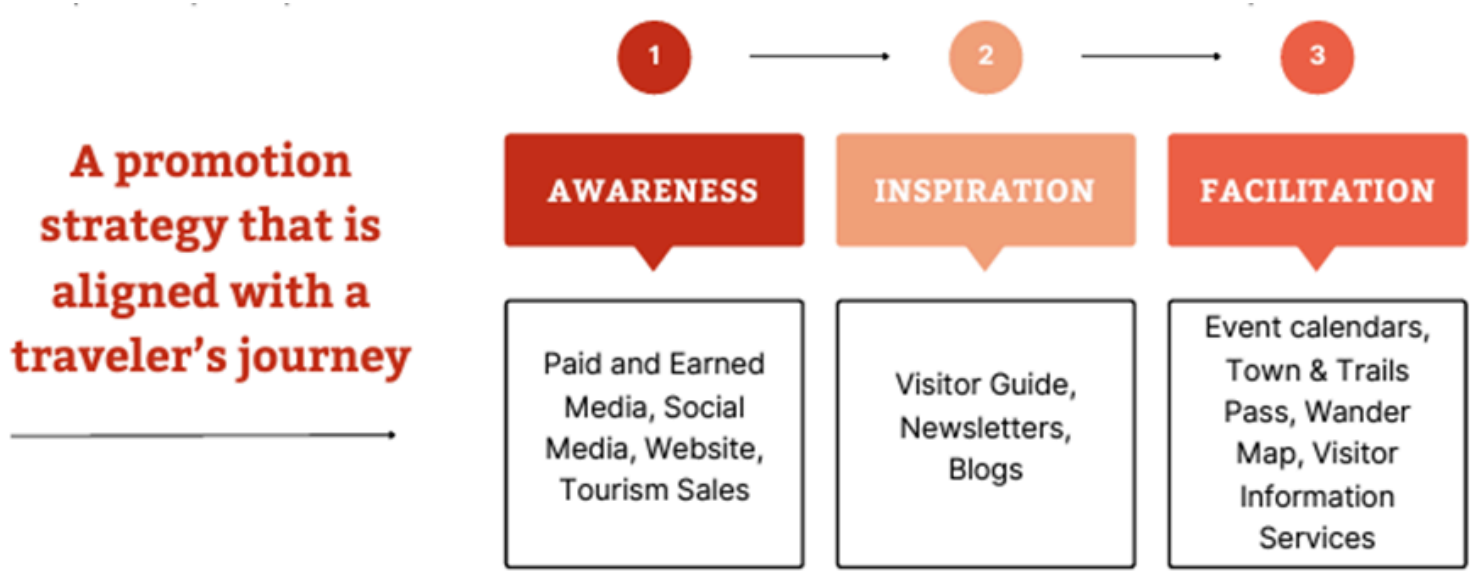 A promotion
strategy that is
aligned with a
traveler’s journey
1
2
3
AWARENESS
INSPIRATION
FACILITATION
Paid and Earned
Media, Social
Media, Website,
Tourism Sales
Visitor Guide,
Newsletters,
Blogs
Event calendars,
Town & Trails
Pass, Wander
Map, Visitor
Information
Services